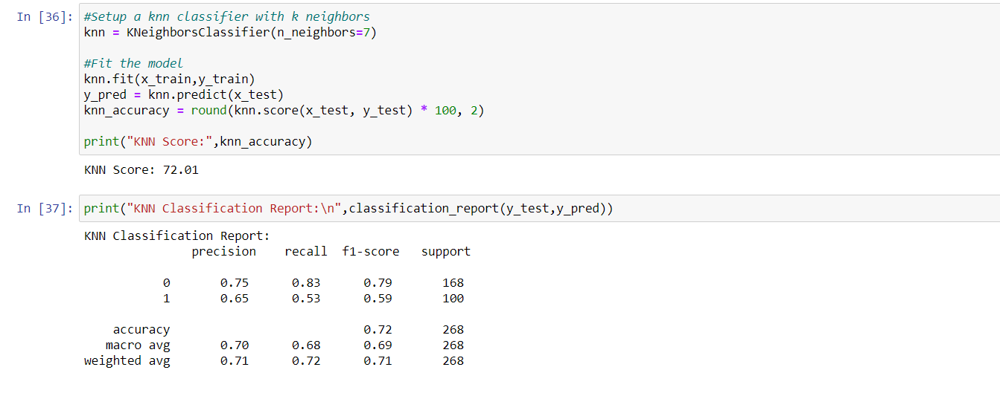 In [36]: #Setup a knn classifier with k neighbors
knn = KNeighborsClassifier(n_neighbors=7)
#Fit the model
knn.fit(x_train,y_train)
y_pred = knn.predict(x_test)
knn_accuracy = round(knn.score(x_test, y_test) * 100, 2)
print("KNN Score:",knn_accuracy)
KNN Score: 72.01
In [37]: print("KNN Classification Report:\n",classification_report(y_test,y_pred))
KNN Classification Report:
precision recall f1-score support
0 0.75 0.83 0.79 168
1 0.65 0.53 0.59 100
accuracy 0.72 268
macro avg 0.70 0.68 0.69 268
weighted avg 0.71 0.72 0.71 268